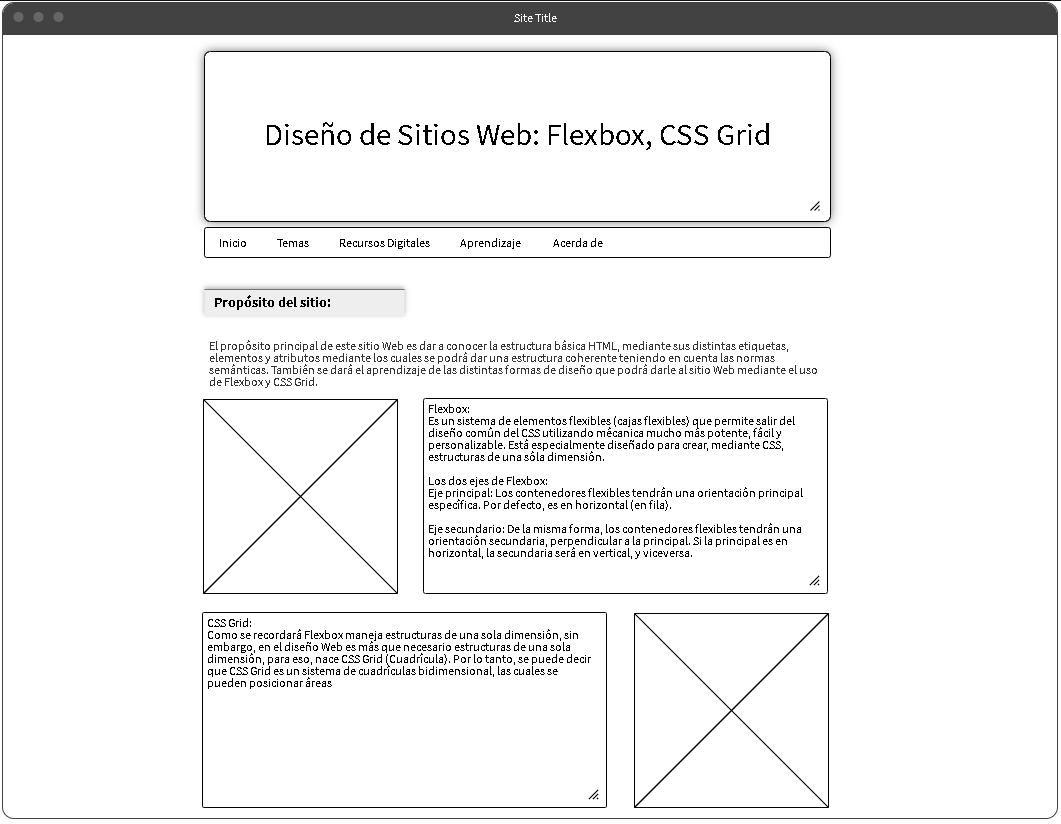 Site Title
Diseño de Sitios Web: Flexbox, CSS Grid
Inicio Temas Recursos Digitales Aprendizaje Acerda de
Propósito del sitio:
El propósito principal de este sitio Web es dar a conocer la estructura básica HTML, mediante sus distintas etiquetas,
elementos y atributos mediante los cuales se podrá dar una estructura coherente teniendo en cuenta las normas
semánticas. También se dará el aprendizaje de las distintas formas de diseño que podrá darle al sitio Web mediante el uso
de Flexbox y CSS Grid.
Flexbox:
Es un sistema de elementos flexibles (cajas flexibles) que permite salir del
diseño común del CSS utilizando mécanica mucho más potente, fácil y
personalizable. Está especialmente diseñado para crear, mediante CSS,
estructuras de una sóla dimensión.
Los dos ejes de Flexbox:
Eje principal: Los contenedores flexibles tendrán una orientación principal
específica. Por defecto, es en horizontal (en fila).
Eje secundario: De la misma forma, los contenedores flexibles tendrán una
orientación secundaria, perpendicular a la principal. Si la principal es en
horizontal, la secundaria será en vertical, y viceversa.
CSS Grid:
Como se recordará Flexbox maneja estructuras de una sola dimensión, sin
embargo, en el diseño Web es más que necesario estructuras de una sola
dimensión, para eso, nace CSS Grid (Cuadrícula). Por lo tanto, se puede decir
que CSS Grid es un sistema de cuadrículas bidimensional, las cuales se
pueden posicionar áreas